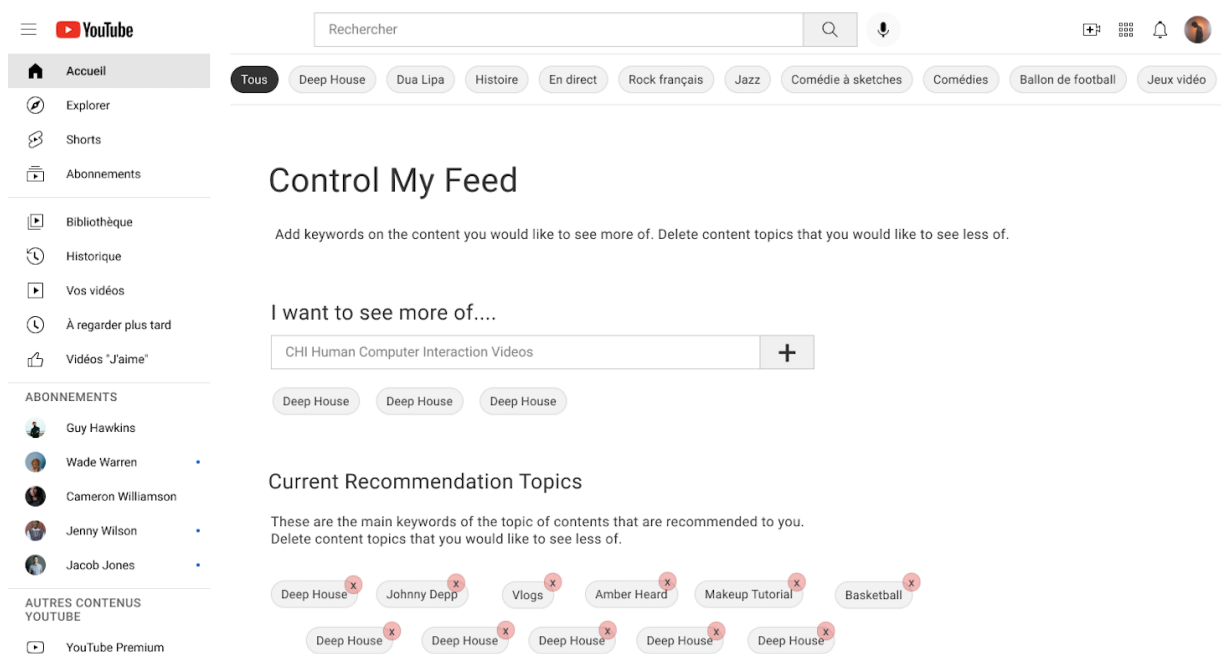 YouTube
Rechercher
Tous Deep House Dua Lipa Histoire En direct Rock français Jazz Comédie à sketches Comédies Ballon de football Jeux vidéo
Accueil
Explorer
Shorts
Abonnements
Bibliothèque
Historique
Vos vidéos
À regarder plus tard
Vidéos "J'aime"
ABONNEMENTS
Guy Hawkins
Wade Warren
Cameron Williamson
Jenny Wilson
Jacob Jones
AUTRES CONTENUS
YOUTUBE
YouTube Premium
Control My Feed
Add keywords on the content you would like to see more of. Delete content topics that you would like to see less of.
I want to see more of....
CHI Human Computer Interaction Videos +
Deep House Deep House Deep House
Current Recommendation Topics
These are the main keywords of the topic of contents that are recommended to you.
Delete content topics that you would like to see less of.
Deep House x Johnny Depp x Vlogs x Amber Heard x Makeup Tutorial x Basketball x
Deep House x Deep House x Deep House x Deep House x Deep House x